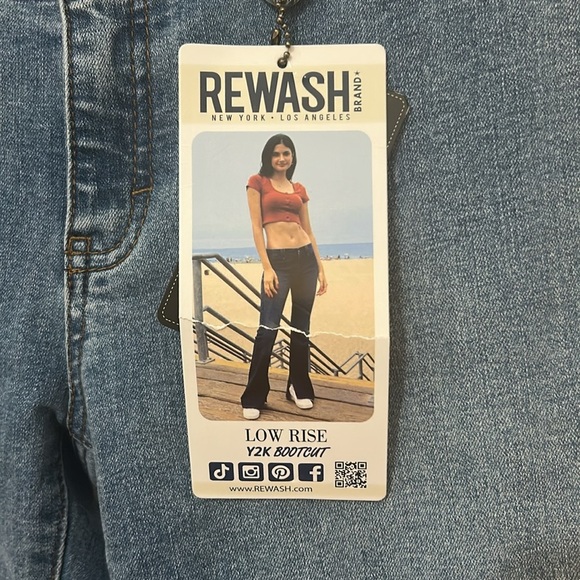 REWASH BRAND★
NEW YORK • LOS ANGELES
LOW RISE
Y2K BOOTCUT
www.REWASH.com